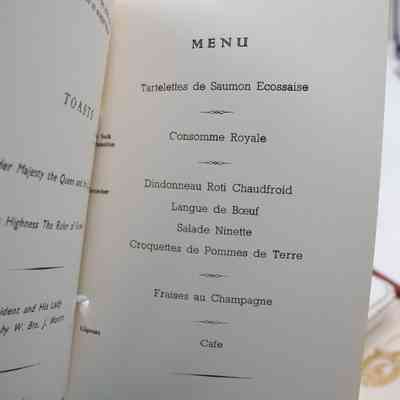 TOASTS
Her Majesty the Queen and
Highness The Ruler of
ident and His Lady
by W. Bro. J.
MENU
Tartelettes de Saumon Ecossaise
Consomme Royale
Dindonneau Roti Chaudfroid
Langue de Bœuf
Salade Ninette
Croquettes de Pommes de Terre
Fraises au Champagne
Cafe